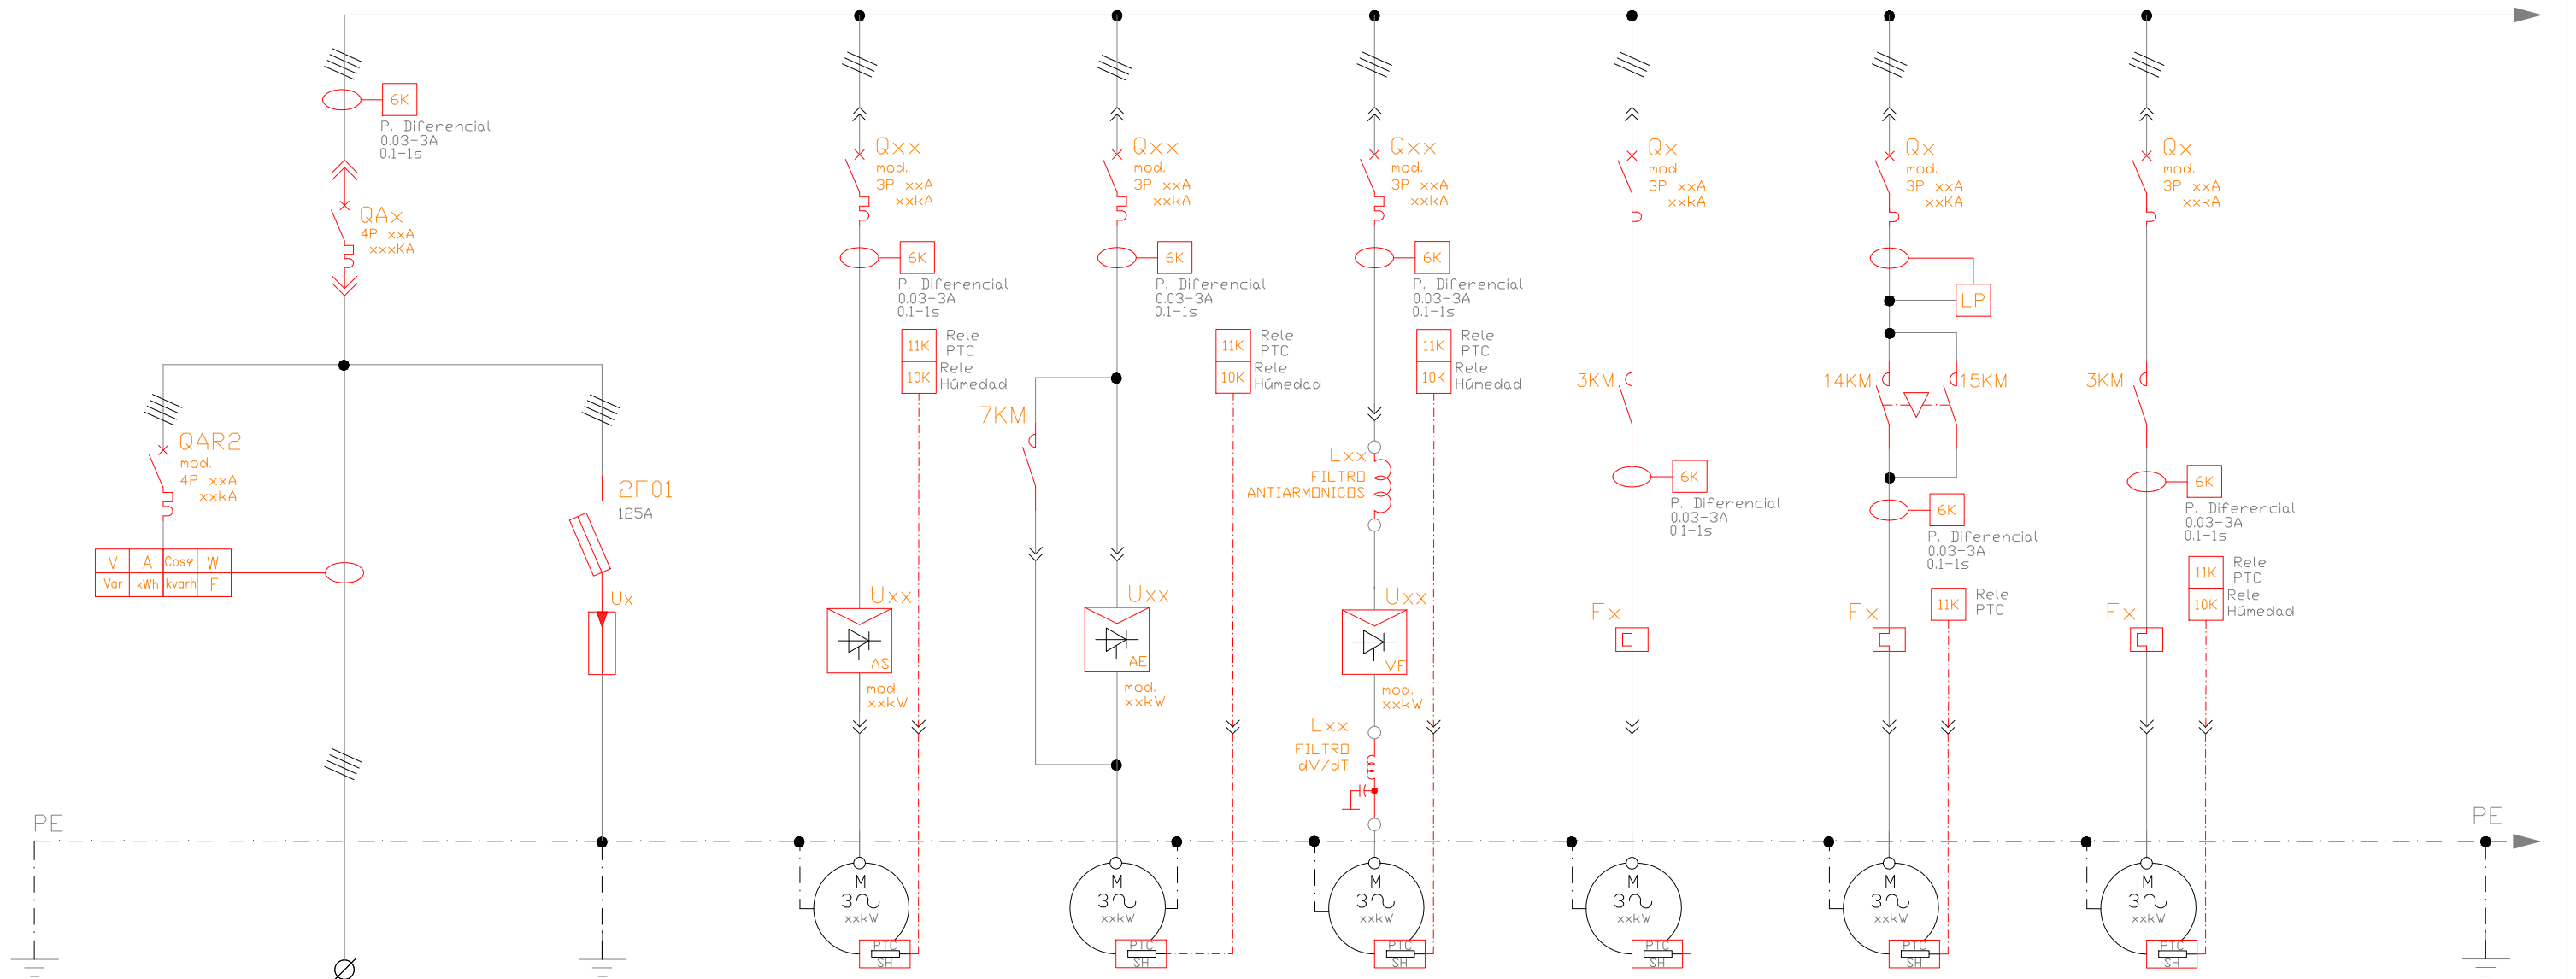 6K
P. Diferencial
0.03-3A
0.1-1s
QAx
4P xxA
xxxKA
QAR2
mod.
4P xxA
xxkA
V A Cosφ W
Var kWh kvarh F
2F01
125A
Ux
Qxx
mod.
3P xxA
xxkA
6K
P. Diferencial
0.03-3A
0.1-1s
11K Rele
PTC
10K Rele
Húmedad
Uxx
AS
mod.
xxkW
M
3
xxkW
PTC
SH
Qxx
mod.
3P xxA
xxkA
6K
P. Diferencial
0.03-3A
0.1-1s
11K Rele
PTC
10K Rele
Húmedad
7KM
Uxx
AE
mod.
xxkW
M
3
xxkW
PTC
SH
Qxx
mod.
3P xxA
xxkA
6K
P. Diferencial
0.03-3A
0.1-1s
11K Rele
PTC
10K Rele
Húmedad
Lxx
FILTRO
ANTIARMONICOS
Uxx
VF
mod.
xxkW
Lxx
FILTRO
dV/dT
M
3
xxkW
PTC
SH
Qx
mod.
3P xxA
xxkA
3KM
6K
P. Diferencial
0.03-3A
0.1-1s
Fx
M
3
xxkW
PTC
SH
Qx
mod.
3P xxA
xxKA
LP
14KM 15KM
6K
P. Diferencial
0.03-3A
0.1-1s
11K Rele
PTC
Fx
M
3
xxkW
PTC
SH
Qx
mod.
3P xxA
xxkA
3KM
6K
P. Diferencial
0.03-3A
0.1-1s
11K Rele
PTC
10K Rele
Húmedad
Fx
M
3
xxkW
PTC
SH
PE
PE